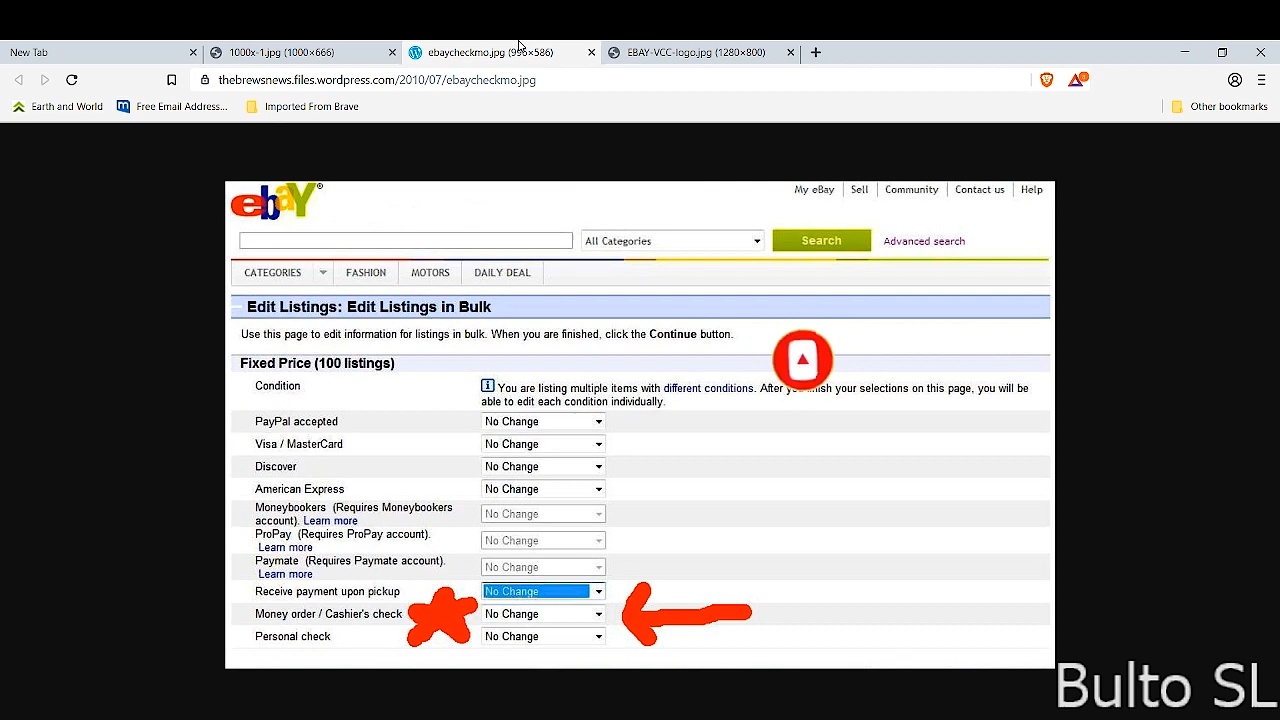 New Tab
1000x-1.jpg (1000×666)
ebaycheckmo.jpg (996×586)
EBAY-VCC-logo.jpg (1280×800)
thebrewsnews.files.wordpress.com/2010/07/ebaycheckmo.jpg
Earth and World
Free Email Address...
Imported From Brave
Other bookmarks
ebaY®
My eBay
Sell
Community
Contact us
Help
All Categories
Search
Advanced search
CATEGORIES
FASHION
MOTORS
DAILY DEAL
Edit Listings: Edit Listings in Bulk
Use this page to edit information for listings in bulk. When you are finished, click the Continue button.
Fixed Price (100 listings)
Condition
You are listing multiple items with different conditions. After you finish your selections on this page, you will be
able to edit each condition individually.
PayPal accepted No Change
Visa / MasterCard No Change
Discover No Change
American Express No Change
Moneybookers (Requires Moneybookers
account). Learn more
No Change
ProPay (Requires ProPay account).
Learn more
No Change
Paymate (Requires Paymate account).
Learn more
No Change
Receive payment upon pickup No Change
Money order / Cashier's check No Change
Personal check No Change
Bulto SL